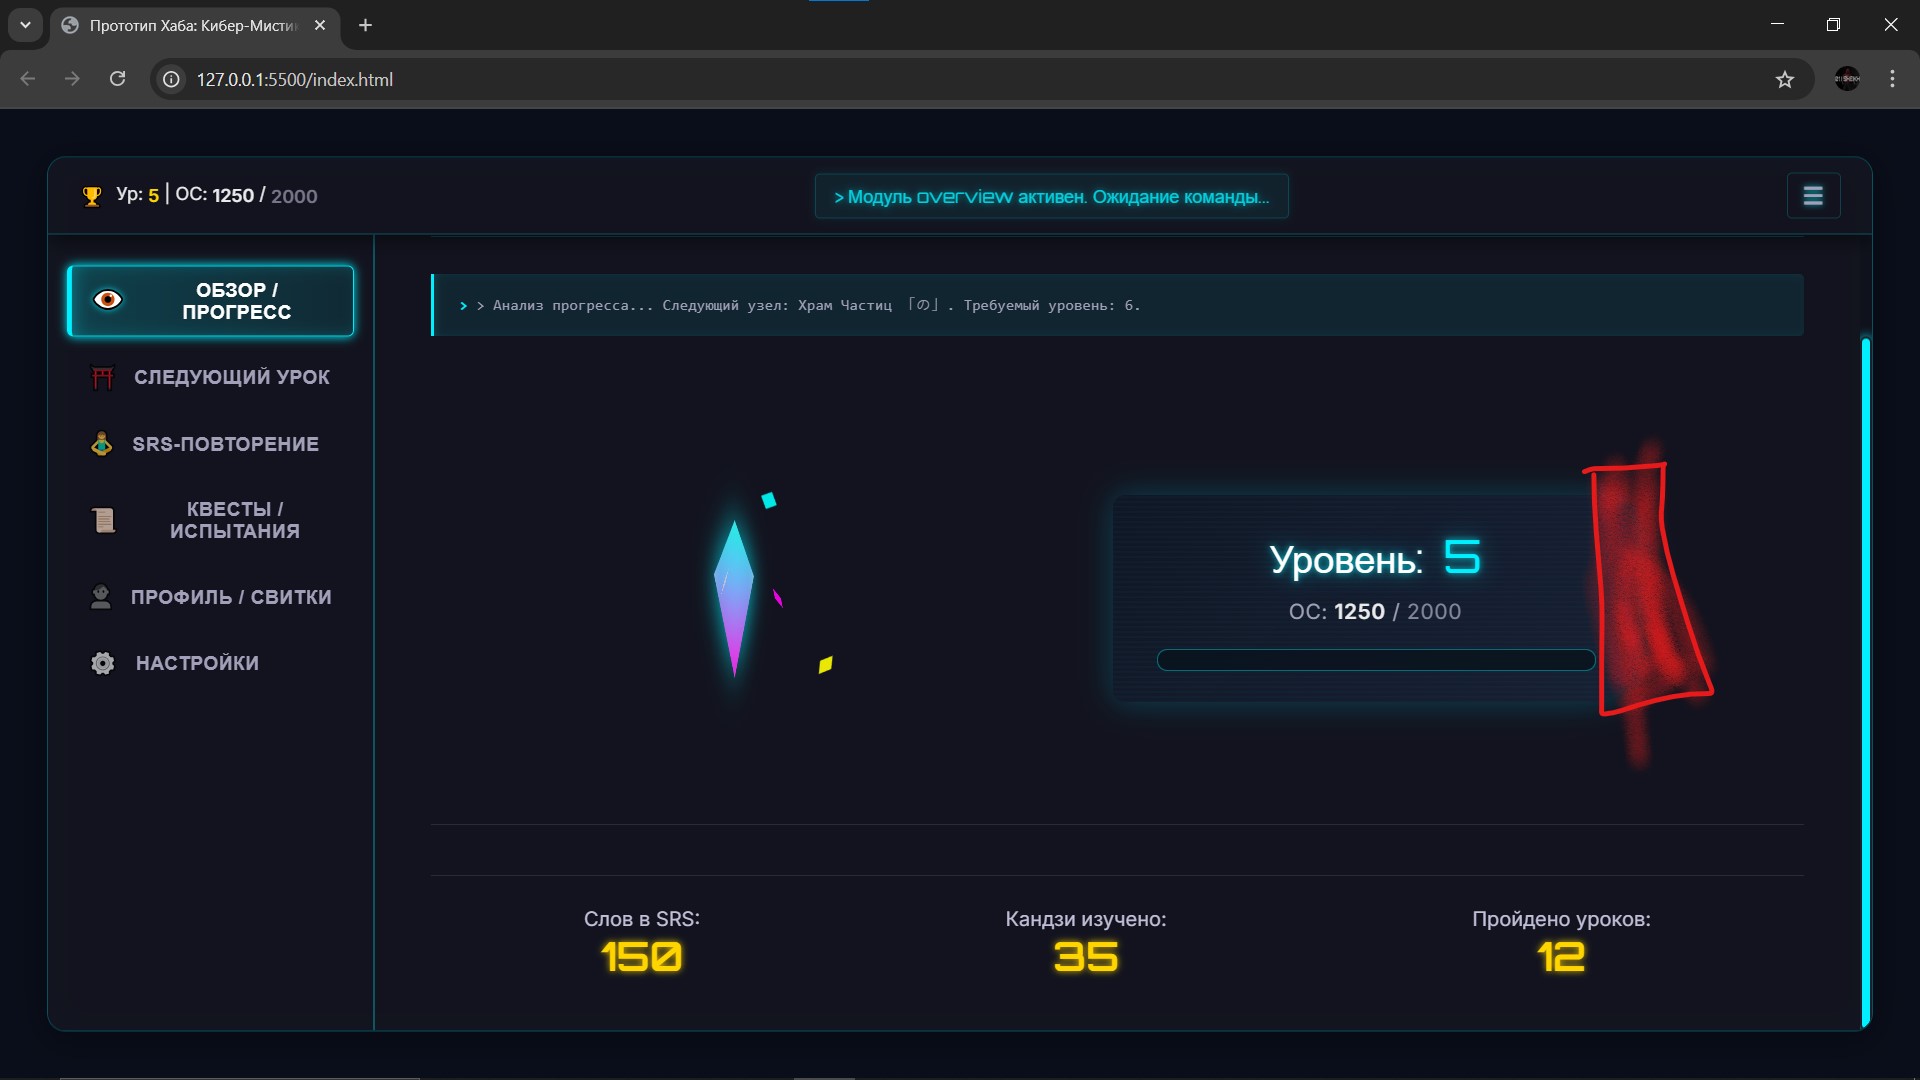 Прототип Хаба: Кибер-Мисти
127.0.0.1:5500/index.html
Ур: 5 | ОС: 1250 / 2000
> Модуль overview активен. Ожидание команды...
ОБЗОР /
ПРОГРЕСС
СЛЕДУЮЩИЙ УРОК
SRS-ПОВТОРЕНИЕ
КВЕСТЫ /
ИСПЫТАНИЯ
ПРОФИЛЬ / СВИТКИ
НАСТРОЙКИ
> > Анализ прогресса... Следующий узел: Храм Частиц 「の」. Требуемый уровень: 6.
Уровень: 5
ОС: 1250 / 2000
Слов в SRS:
150
Кандзи изучено:
35
Пройдено уроков:
12